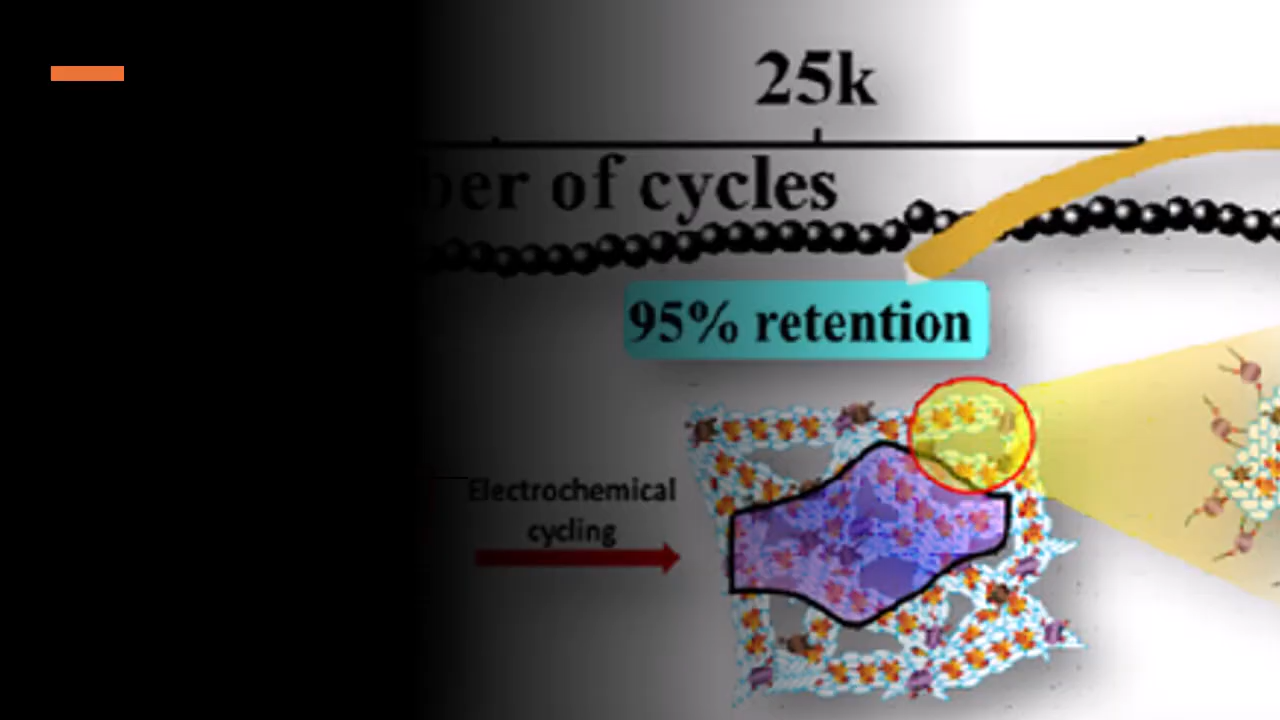 25k
ber of cycles
95% retention
Electrochemical
cycling